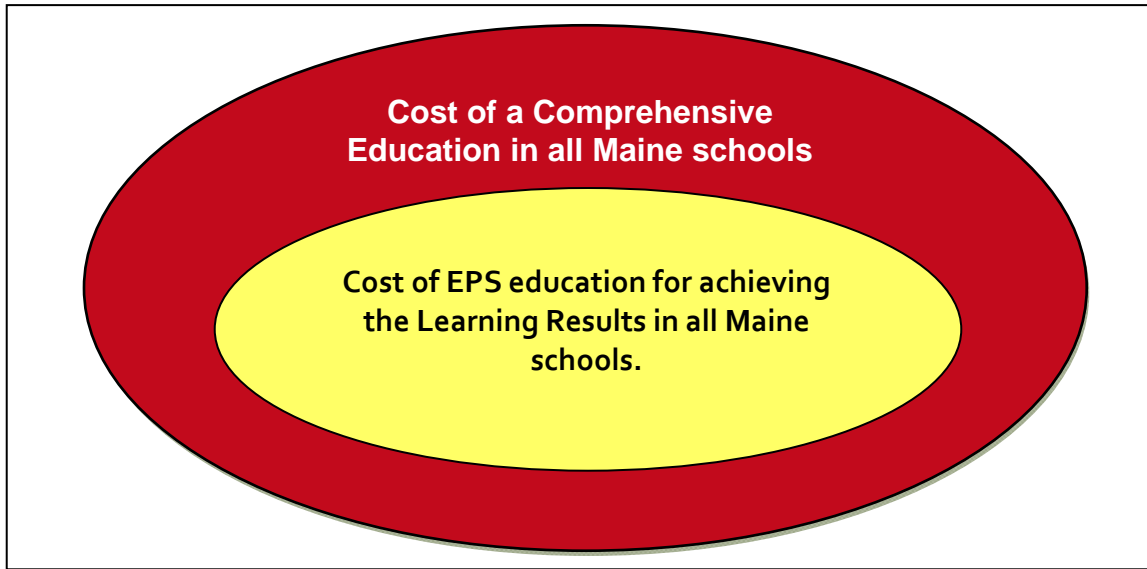 Cost of a Comprehensive
Education in all Maine schools
Cost of EPS education for achieving
the Learning Results in all Maine
schools.